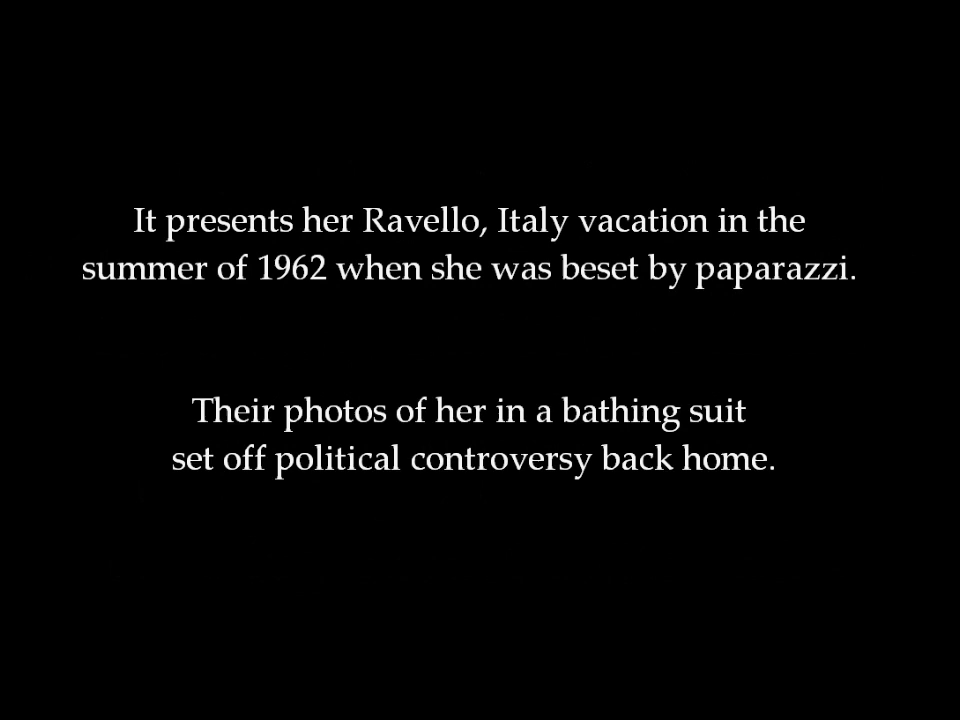 It presents her Ravello, Italy vacation in the
summer of 1962 when she was beset by paparazzi.
Their photos of her in a bathing suit
set off political controversy back home.